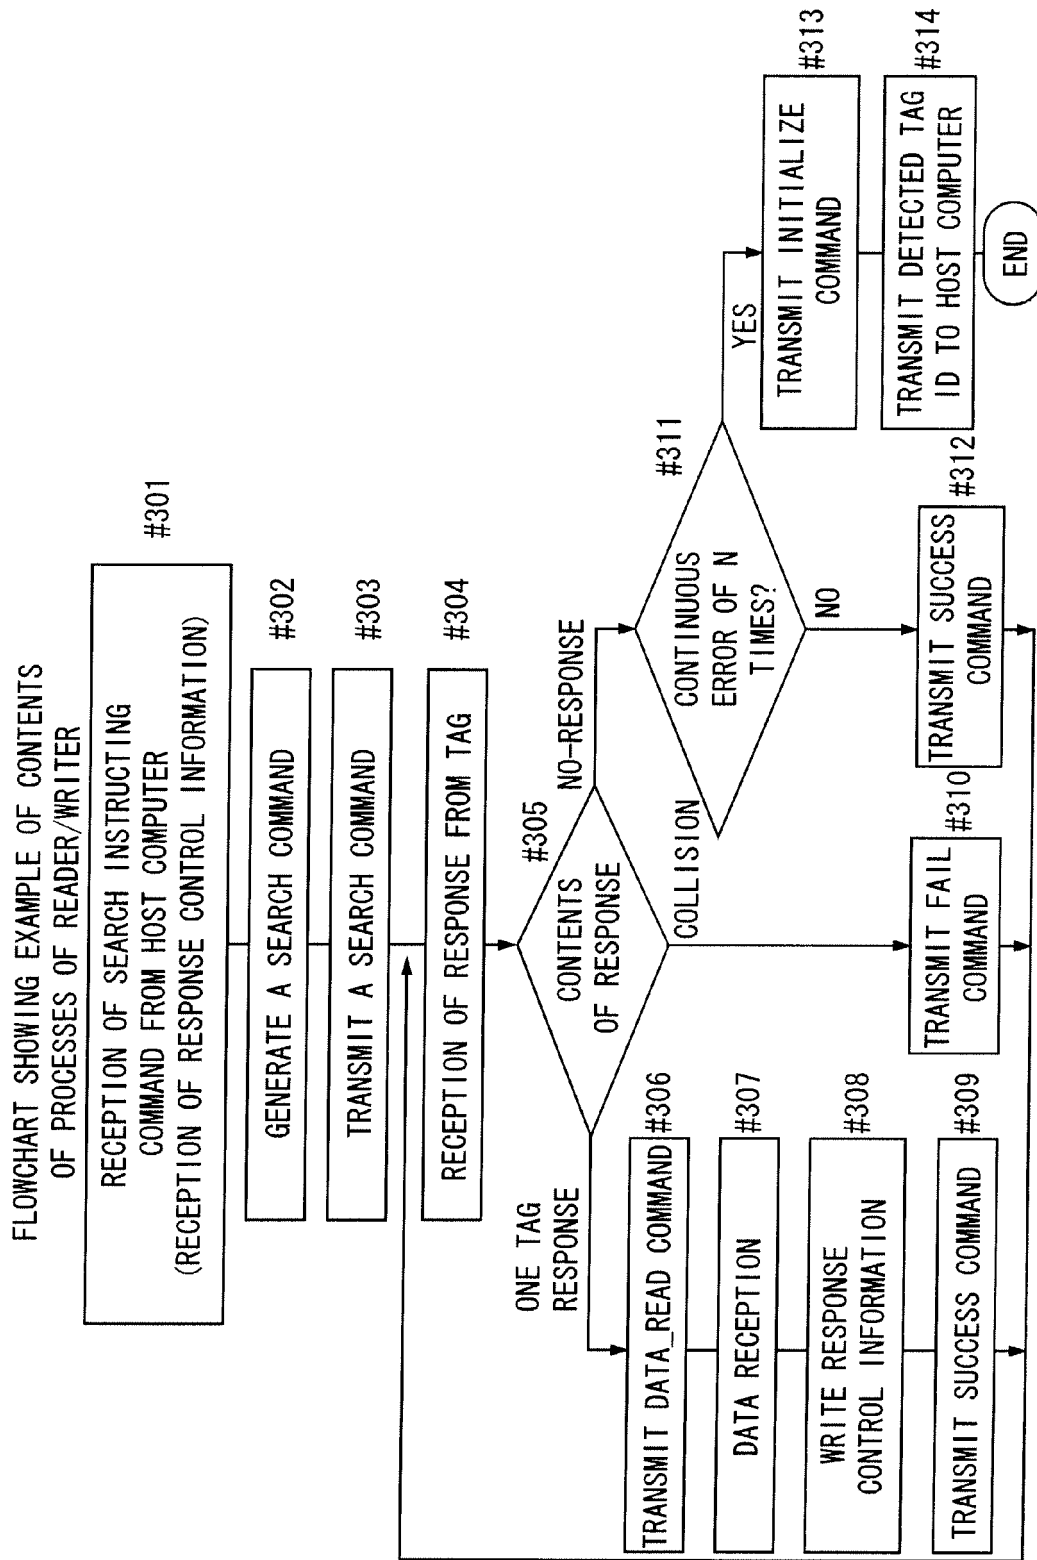 FLOWCHART SHOWING EXAMPLE OF CONTENTS
OF PROCESSES OF READER/WRITER
RECEPTION OF SEARCH INSTRUCTING
COMMAND FROM HOST COMPUTER
(RECEPTION OF RESPONSE CONTROL INFORMATION)
#301
GENERATE A SEARCH COMMAND
#302
TRANSMIT A SEARCH COMMAND
#303
RECEPTION OF RESPONSE FROM TAG
#304
CONTENTS
OF RESPONSE
#305
ONE TAG
RESPONSE
COLLISION
NO-RESPONSE
TRANSMIT DATA_READ COMMAND
#306
DATA RECEPTION
#307
WRITE RESPONSE
CONTROL INFORMATION
#308
TRANSMIT SUCCESS COMMAND
#309
TRANSMIT FAIL
COMMAND
#310
CONTINUOUS
ERROR OF N
TIMES?
#311
NO
YES
TRANSMIT SUCCESS
COMMAND
#312
TRANSMIT INITIALIZE
COMMAND
#313
TRANSMIT DETECTED TAG
ID TO HOST COMPUTER
#314
END